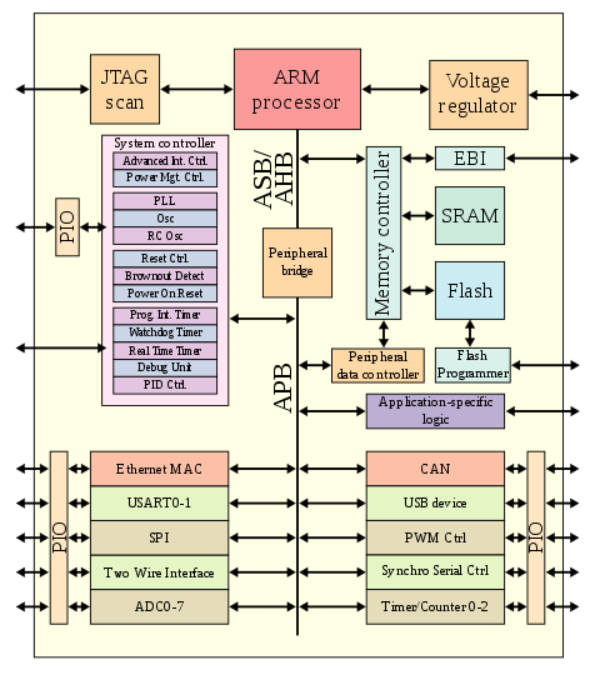 JTAG
scan
ARM
processor
Voltage
regulator
System controller
Advanced Int. Ctrl.
Power Mgt. Ctrl.
PLL
Osc
RC Osc
Reset Ctrl.
Brownout Detect
Power On Reset
Prog. Int. Timer
Watchdog Timer
Real Time Timer
Debug Unit
PID Ctrl.
PIO
ASB/
AHB
Peripheral
bridge
APB
Memory controller
EBI
SRAM
Flash
Peripheral
data controller
Flash
Programmer
Application-specific
logic
PIO
Ethernet MAC
USART0-1
SPI
Two Wire Interface
ADC0-7
CAN
USB device
PWM Ctrl
Synchro Serial Ctrl
Timer/Counter 0-2
PIO